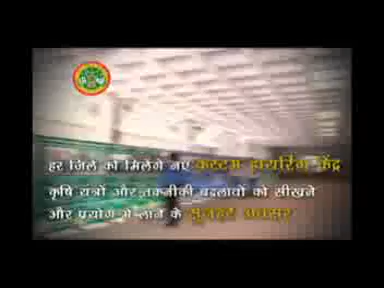 हर जिले को मिलेंगे नए कस्टम हायरिंग केंद्र
कृषि यंत्रों और तकनीकी बदलावों को सीखने
और प्रयोग में लाने के सुनहरे अवसर